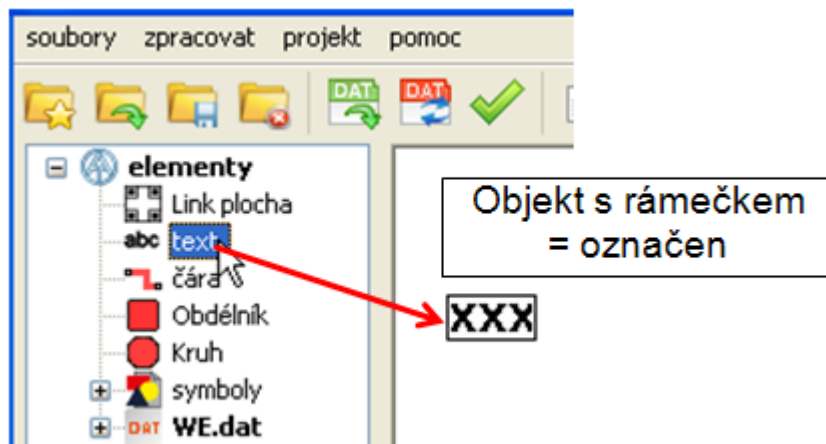 soubory zpracovat projekt pomoc
DAT DAT
elementy
Link plocha
abc text
čára
Obdélník
Kruh
symboly
DAT WE.dat
Objekt s rámečkem
= označen
XXX